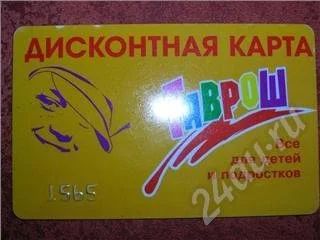 ДИСКОНТНАЯ КАРТА
ГАВРОШ
Все
для детей
и подростков
1565
24au.ru